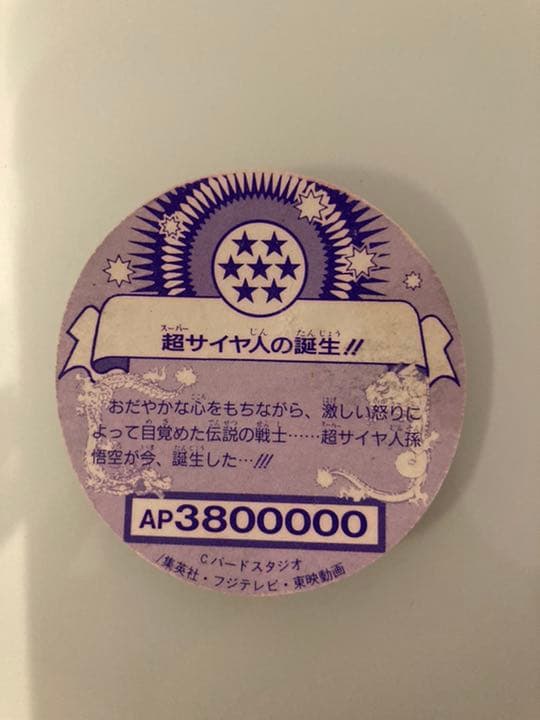 超サイヤ人の誕生!!
おだやかな心をもちながら、激しい怒りに
よって目覚めた伝説の戦士……超サイヤ人孫
悟空が今、誕生した…!!!
AP3800000
Cバードスタジオ
/集英社・フジテレビ・東映動画